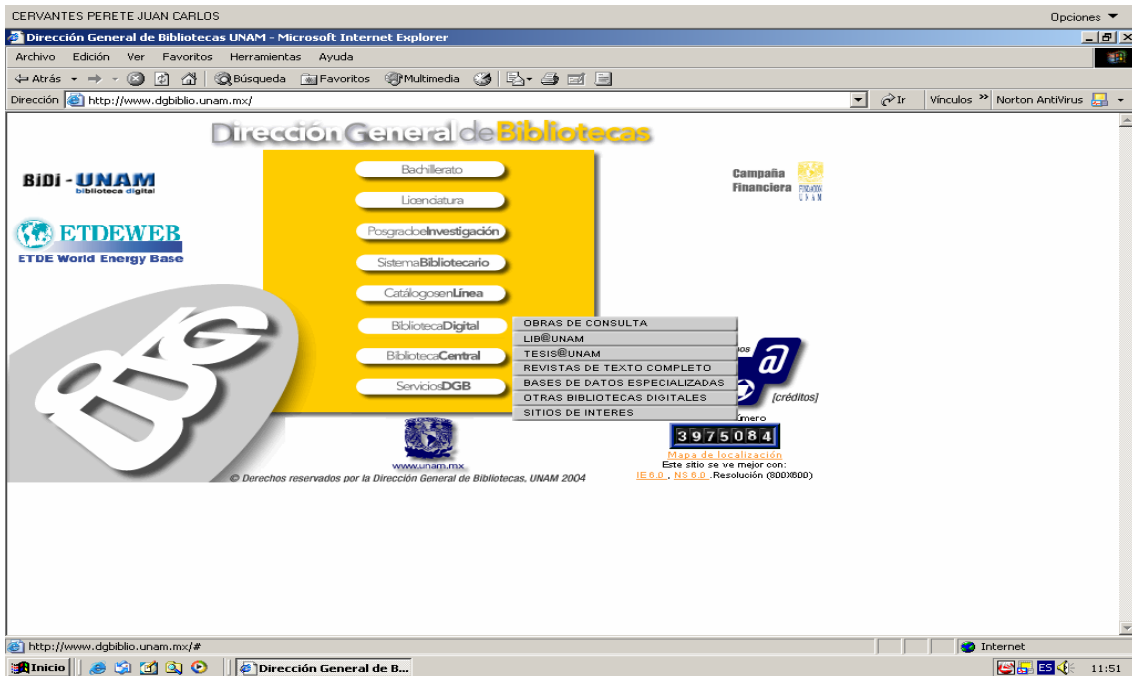 CERVANTES PERETE JUAN CARLOS
Opciones
Dirección General de Bibliotecas UNAM - Microsoft Internet Explorer
Archivo Edición Ver Favoritos Herramientas Ayuda
Atrás Búsqueda Favoritos Multimedia
Dirección http://www.dgbiblio.unam.mx/ Ir Vínculos » Norton AntiVirus
Dirección General de Bibliotecas
BiDi - UNAM
biblioteca digital
ETDEWEB
ETDE World Energy Base
DGB
Bachillerato
Licenciatura
PosgradoeInvestigación
SistemaBibliotecario
CatálogosenLínea
BibliotecaDigital
BibliotecaCentral
ServiciosDGB
OBRAS DE CONSULTA
LIB@UNAM
TESIS@UNAM
REVISTAS DE TEXTO COMPLETO
BASES DE DATOS ESPECIALIZADAS
OTRAS BIBLIOTECAS DIGITALES
SITIOS DE INTERES
Campaña
Financiera
FUNDACION
UNAM
@
[créditos]
3975084
Mapa de localización
Este sitio se ve mejor con:
IE 6.0 , NS 6.0 .Resolución (800X600)
www.unam.mx
© Derechos reservados por la Dirección General de Bibliotecas, UNAM 2004
http://www.dgbiblio.unam.mx/# Internet
Inicio Dirección General de B... ES 11:51